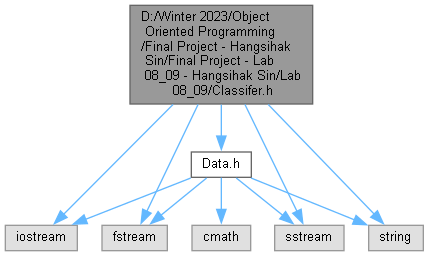 D:/Winter 2023/Object
Oriented Programming
/Final Project - Hangsihak
Sin/Final Project - Lab
08_09 - Hangsihak Sin/Lab
08_09/Classifer.h
Data.h
iostream
fstream
cmath
sstream
string